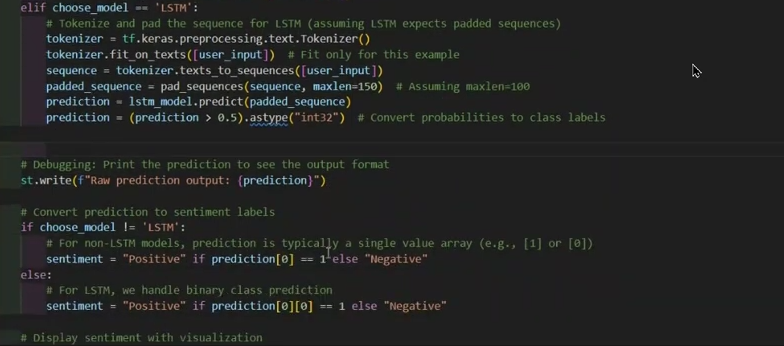 elif choose_model == 'LSTM':
    # Tokenize and pad the sequence for LSTM (assuming LSTM expects padded sequences)
    tokenizer = tf.keras.preprocessing.text.Tokenizer()
    tokenizer.fit_on_texts([user_input])  # Fit only for this example
    sequence = tokenizer.texts_to_sequences([user_input])
    padded_sequence = pad_sequences(sequence, maxlen=150)  # Assuming maxlen=100
    prediction = lstm_model.predict(padded_sequence)
    prediction = (prediction > 0.5).astype("int32")  # Convert probabilities to class labels
# Debugging: Print the prediction to see the output format
st.write(f"Raw prediction output: {prediction}")
# Convert prediction to sentiment labels
if choose_model != 'LSTM':
    # For non-LSTM models, prediction is typically a single value array (e.g., [1] or [0])
    sentiment = "Positive" if prediction[0] == 1 else "Negative"
else:
    # For LSTM, we handle binary class prediction
    sentiment = "Positive" if prediction[0][0] == 1 else "Negative"
# Display sentiment with visualization